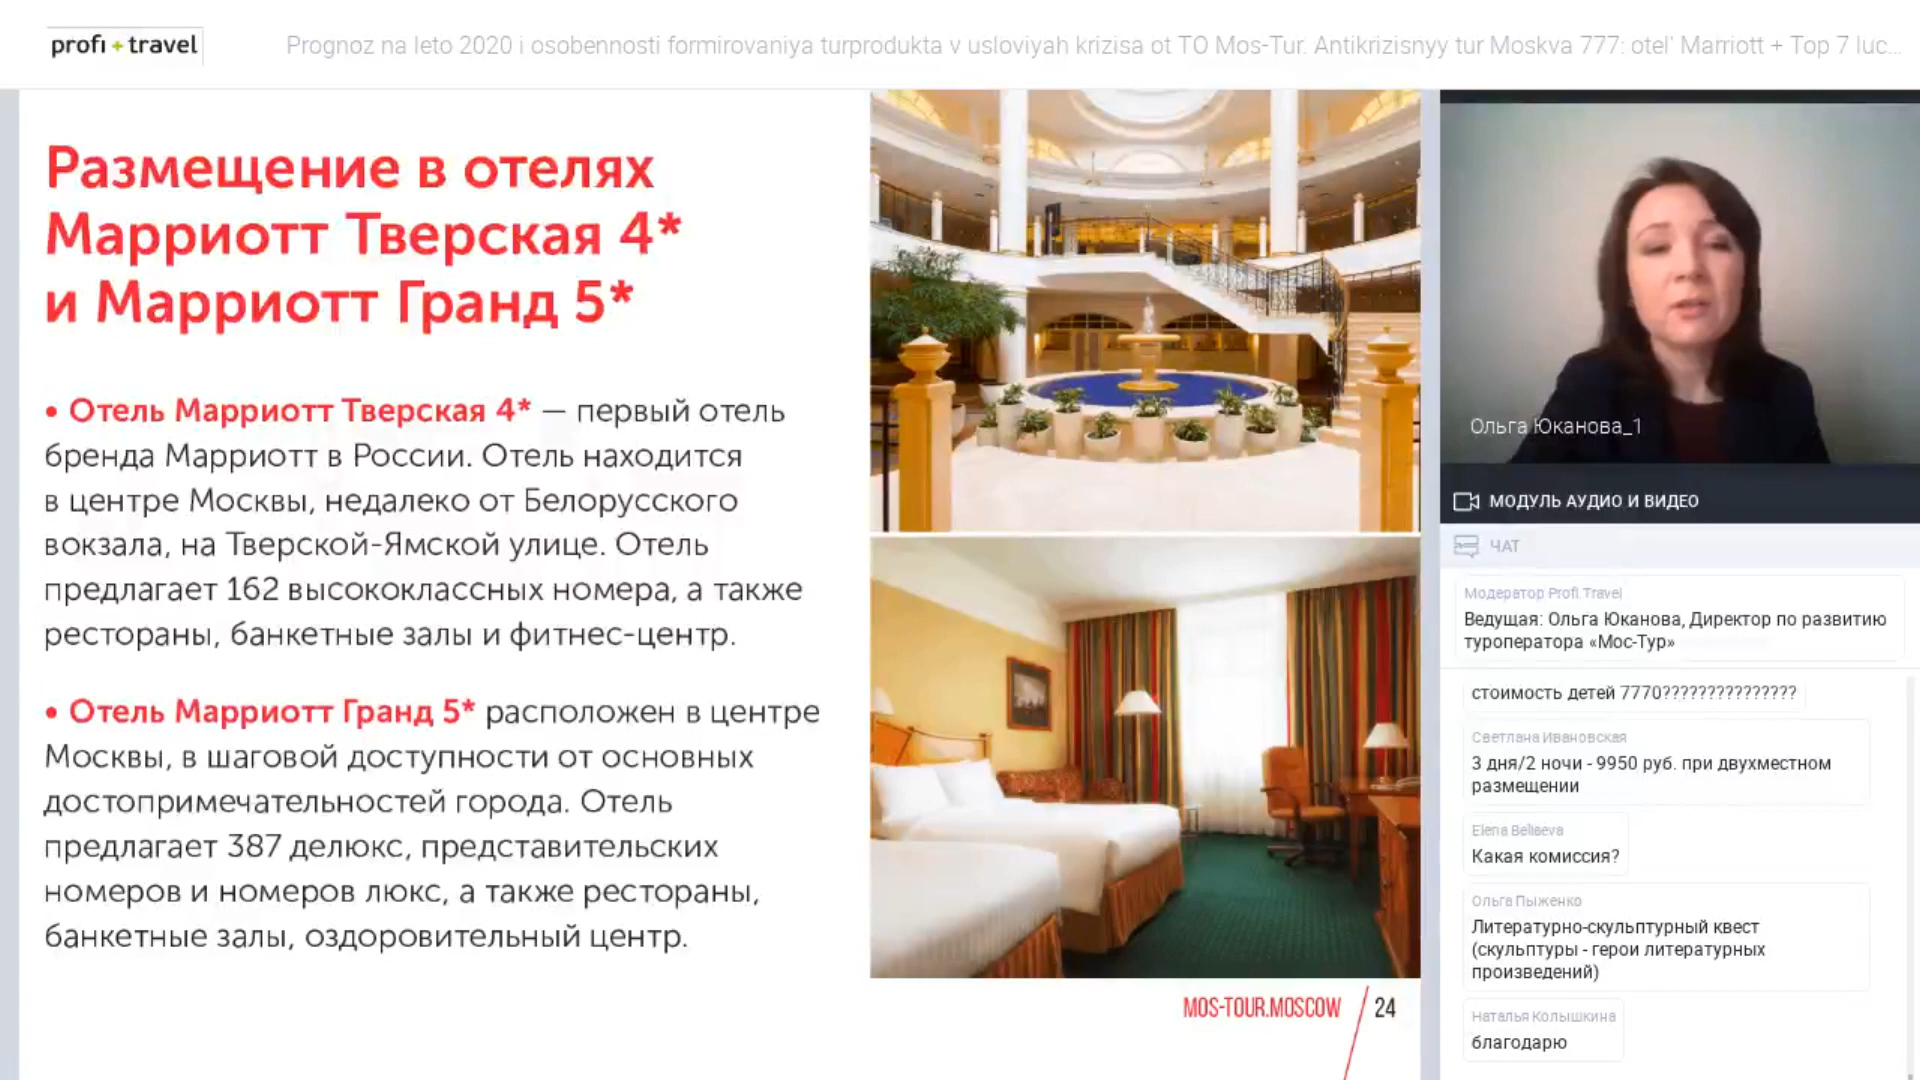 profi + travel
Prognoz na leto 2020 i osobennosti formirovaniya turprodukta v usloviyah krizisa ot TO Mos-Tur. Antikrizisnyy tur Moskva 777: otel' Marriott + Top 7 luc...
Размещение в отелях
Марриотт Тверская 4*
и Марриотт Гранд 5*
• Отель Марриотт Тверская 4* — первый отель
бренда Марриотт в России. Отель находится
в центре Москвы, недалеко от Белорусского
вокзала, на Тверской-Ямской улице. Отель
предлагает 162 высококлассных номера, а также
рестораны, банкетные залы и фитнес-центр.
• Отель Марриотт Гранд 5* расположен в центре
Москвы, в шаговой доступности от основных
достопримечательностей города. Отель
предлагает 387 делюкс, представительских
номеров и номеров люкс, а также рестораны,
банкетные залы, оздоровительный центр.
MOS-TOUR.MOSCOW
24
Ольга Юканова_1
МОДУЛЬ АУДИО И ВИДЕО
ЧАТ
Модератор Profi Travel
Ведущая: Ольга Юканова, Директор по развитию
туроператора «Мос-Тур»
стоимость детей 7770???????????????
Светлана Ивановская
3 дня/2 ночи - 9950 руб. при двухместном
размещении
Elena Beliaeva
Какая комиссия?
Ольга Пыженко
Литературно-скульптурный квест
(скульптуры - герои литературных
произведений)
Наталья Колышкина
благодарю